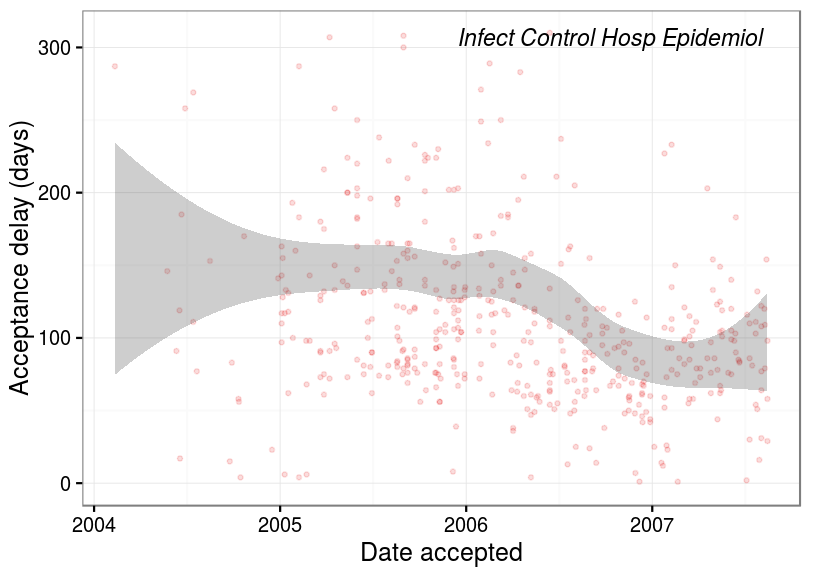 Infect Control Hosp Epidemiol
Acceptance delay (days)
300
200
100
0
2004 2005 2006 2007
Date accepted